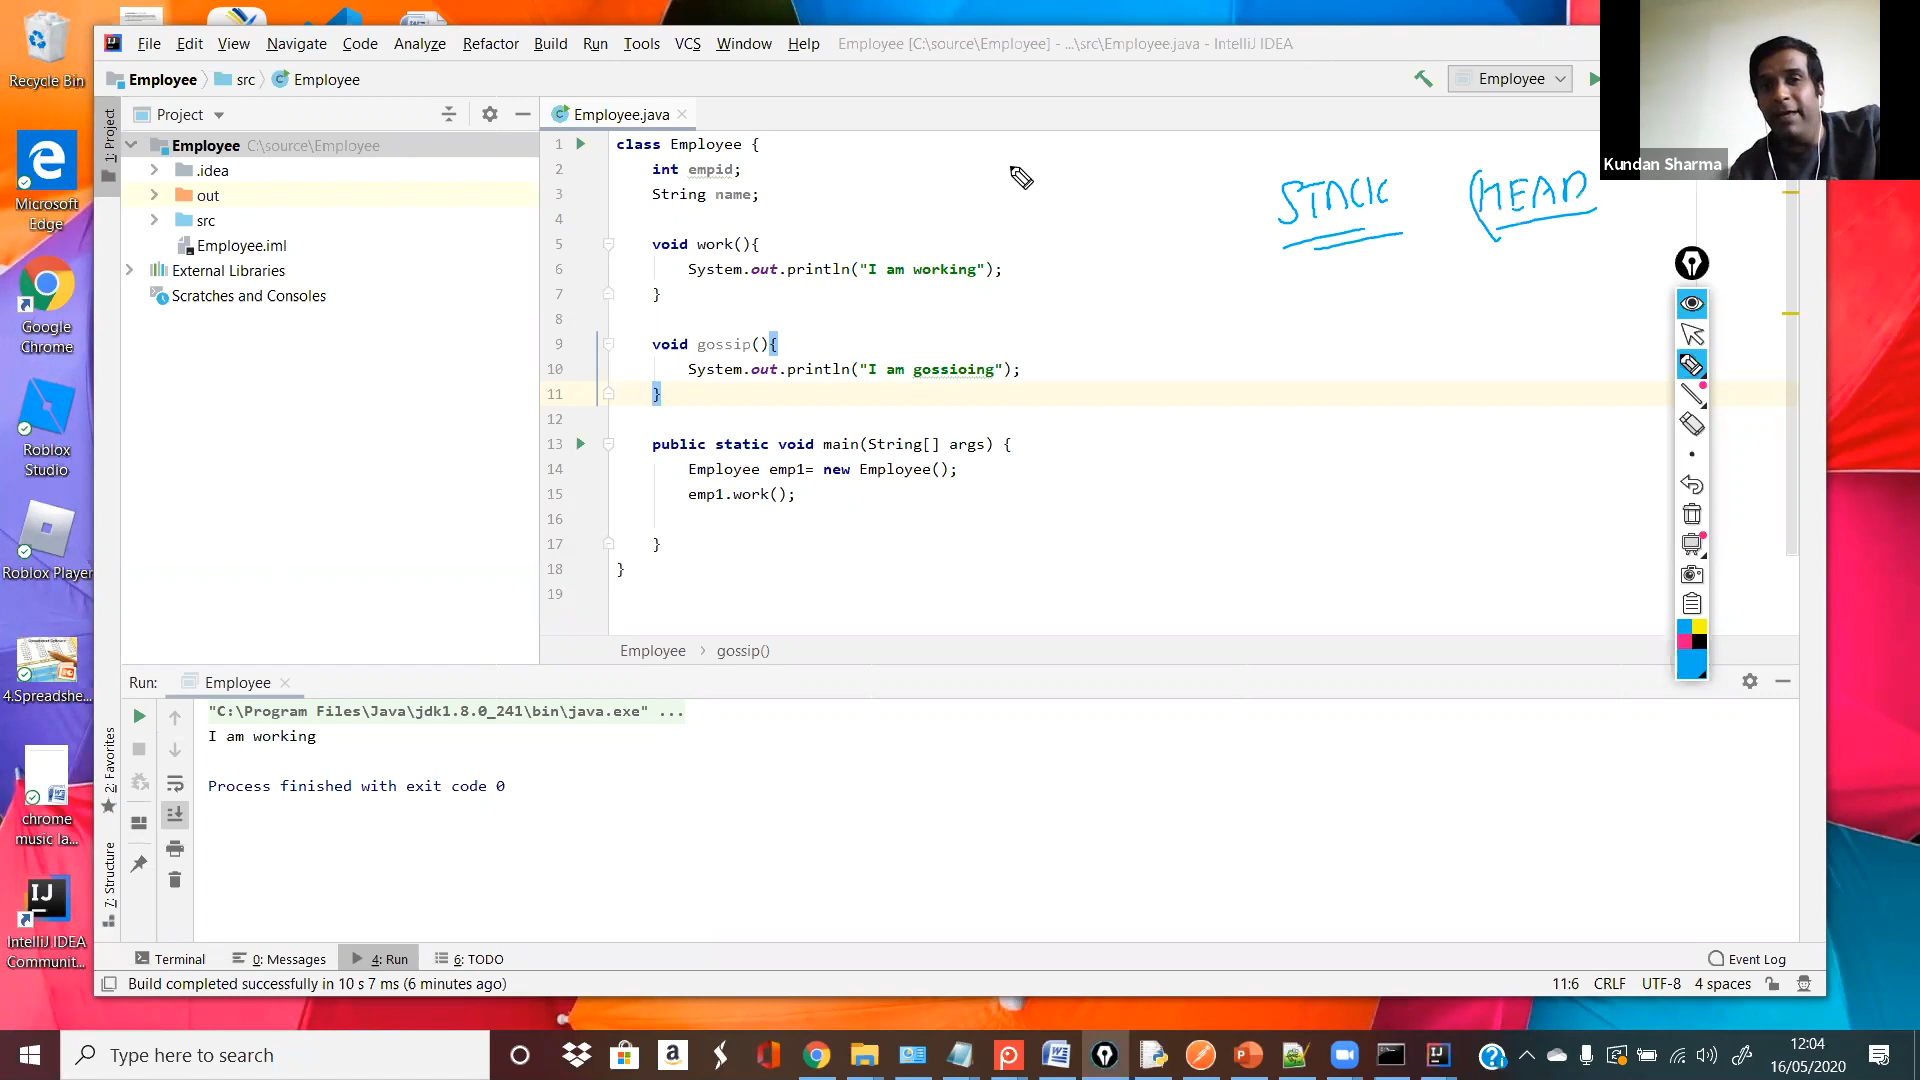 Recycle Bin
Microsoft
Edge
Google
Chrome
Roblox
Studio
Roblox Player
4.Spreadshe...
chrome
music la...
IntelliJ IDEA
Communit...
File Edit View Navigate Code Analyze Refactor Build Run Tools VCS Window Help Employee [C:\source\Employee] - ...\src\Employee.java - IntelliJ IDEA
Employee src Employee
Employee
Kundan Sharma
1: Project
Project
Employee C:\source\Employee
.idea
out
src
Employee.iml
External Libraries
Scratches and Consoles
Employee.java
1 class Employee {
2 int empid;
3 String name;
4
5 void work(){
6 System.out.println("I am working");
7 }
8
9 void gossip(){
10 System.out.println("I am gossioing");
11 }
12
13 public static void main(String[] args) {
14 Employee emp1= new Employee();
15 emp1.work();
16
17 }
18 }
19
STACK HEAP
Employee › gossip()
Run: Employee
"C:\Program Files\Java\jdk1.8.0_241\bin\java.exe" ...
I am working
Process finished with exit code 0
2: Favorites
7: Structure
Terminal 0: Messages 4: Run 6: TODO Event Log
Build completed successfully in 10 s 7 ms (6 minutes ago) 11:6 CRLF UTF-8 4 spaces
Type here to search
12:04
16/05/2020